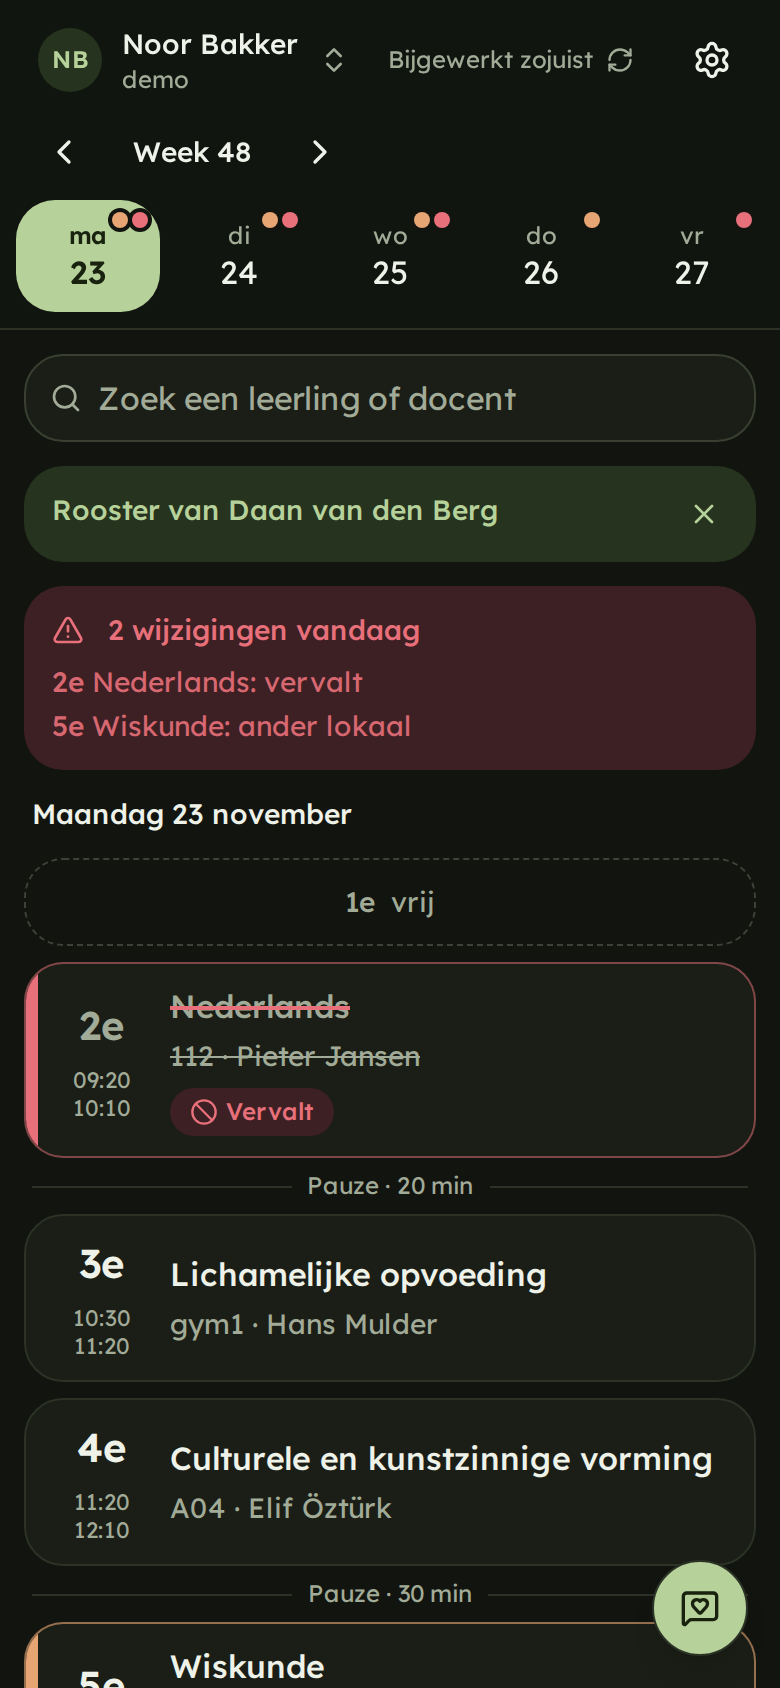 NB
Noor Bakker
demo
Bijgewerkt zojuist
Week 48
ma
23
di
24
wo
25
do
26
vr
27
Zoek een leerling of docent
Rooster van Daan van den Berg
2 wijzigingen vandaag
2e Nederlands: vervalt
5e Wiskunde: ander lokaal
Maandag 23 november
1e vrij
2e
09:20
10:10
Nederlands
112 · Pieter Jansen
Vervalt
Pauze · 20 min
3e
10:30
11:20
Lichamelijke opvoeding
gym1 · Hans Mulder
4e
11:20
12:10
Culturele en kunstzinnige vorming
A04 · Elif Öztürk
Pauze · 30 min
5e
Wiskunde